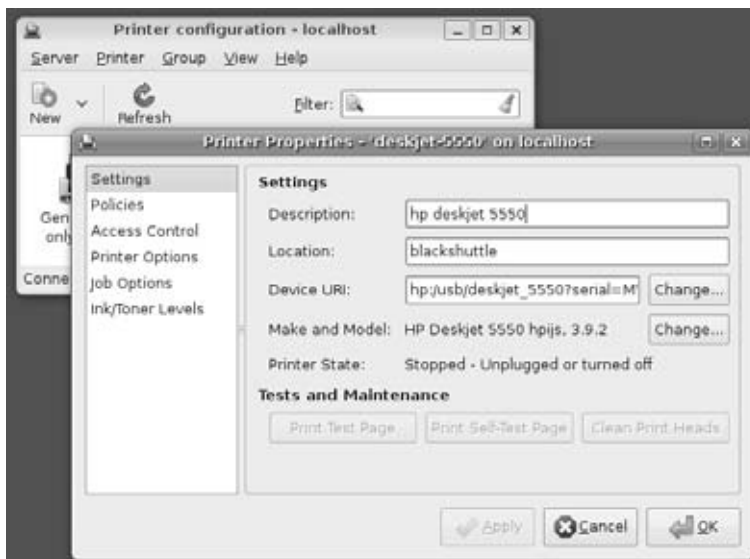 Printer configuration - localhost
Server Printer Group View Help
New Refresh Filter:
Printer Properties - 'deskjet-5550' on localhost
Gen
only
Conne
Settings
Policies
Access Control
Printer Options
Job Options
Ink/Toner Levels
Settings
Description: hp deskjet 5550
Location: blackshuttle
Device URI: hp:/usb/deskjet_5550?serial=M Change...
Make and Model: HP Deskjet 5550 hpijs, 3.9.2 Change...
Printer State: Stopped - Unplugged or turned off
Tests and Maintenance
Print Test Page Print Self-Test Page Clean Print Heads
Apply Cancel OK